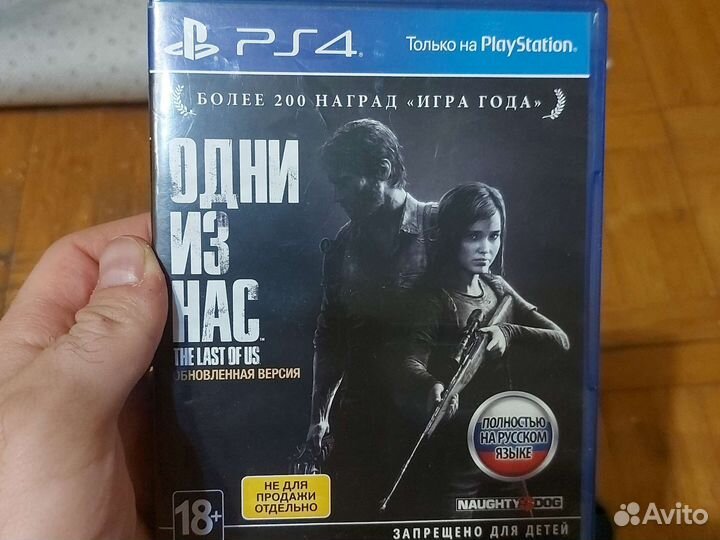 PS4
Только на PlayStation®
БОЛЕЕ 200 НАГРАД «ИГРА ГОДА»
ОДНИ
ИЗ
НАС™
THE LAST OF US
ОБНОВЛЕННАЯ ВЕРСИЯ
ПОЛНОСТЬЮ
НА РУССКОМ
ЯЗЫКЕ
НЕ ДЛЯ
ПРОДАЖИ
ОТДЕЛЬНО
18+
NAUGHTY DOG
ЗАПРЕЩЕНО ДЛЯ ДЕТЕЙ
Avito